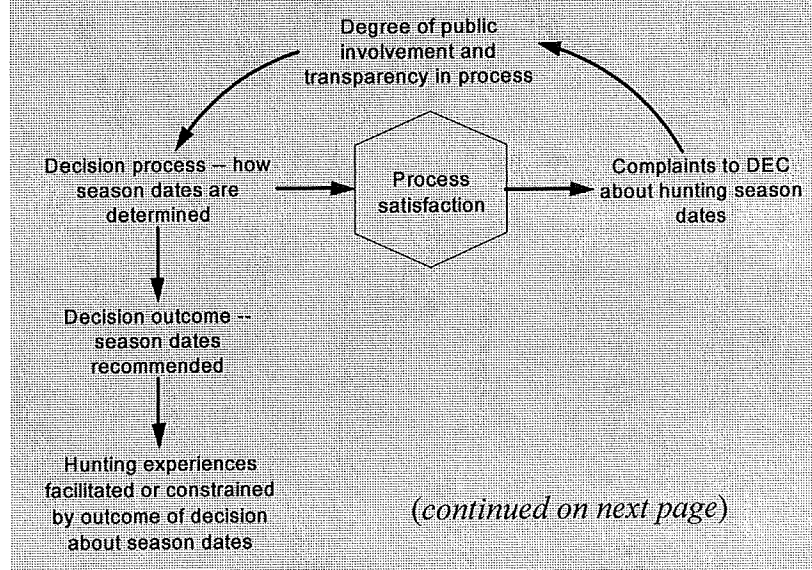 Degree of public
involvement and
transparency in process
Decision process -- how
season dates are
determined
Process
satisfaction
Complaints to DEC
about hunting season
dates
Decision outcome --
season dates
recommended
Hunting experiences
facilitated or constrained
by outcome of decision
about season dates
(continued on next page)